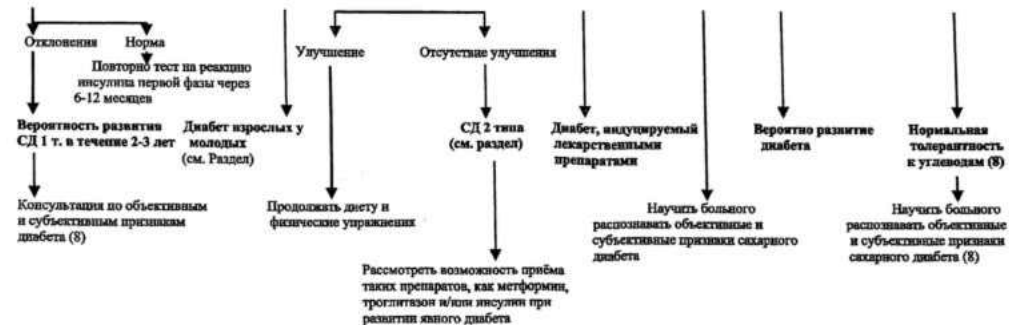 Отклонения
Норма
Повторно тест на реакцию
инсулина первой фазы через
6-12 месяцев
Улучшение
Отсутствие улучшения
Вероятность развития
СД 1 т. в течение 2-3 лет
Диабет взрослых у
молодых
(см. Раздел)
СД 2 типа
(см. раздел)
Диабет, индуцируемый
лекарственными
препаратами
Вероятно развитие
диабета
Нормальная
толерантность
к углеводам (8)
Консультация по объективным
и субъективным признакам
диабета (8)
Продолжать диету и
физические упражнения
Научить больного
распознавать объективные и
субъективные признаки сахарного
диабета
Научить больного
распознавать объективные
и субъективные признаки
сахарного диабета (8)
Рассмотреть возможность приёма
таких препаратов, как метформин,
троглитазон и/или инсулин при
развитии явного диабета